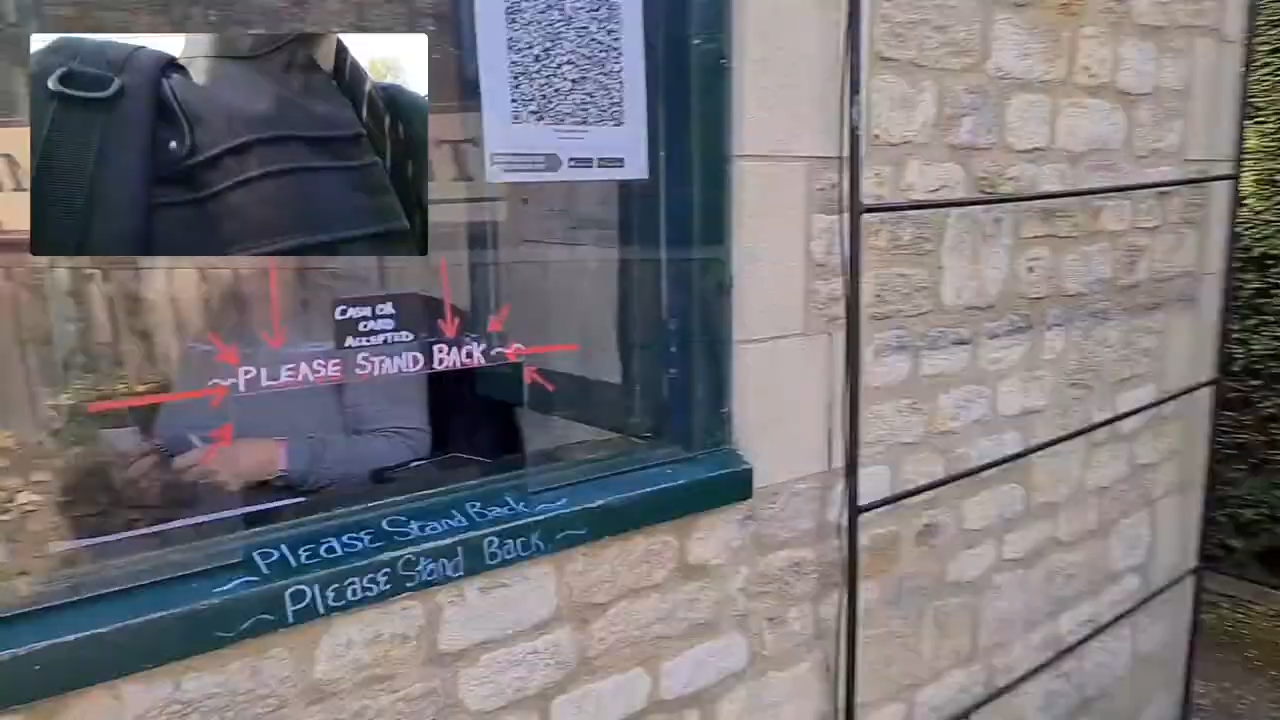 CASH OR
CARD
ACCEPTED
~PLEASE STAND BACK~
~Please Stand Back~
~Please Stand Back~